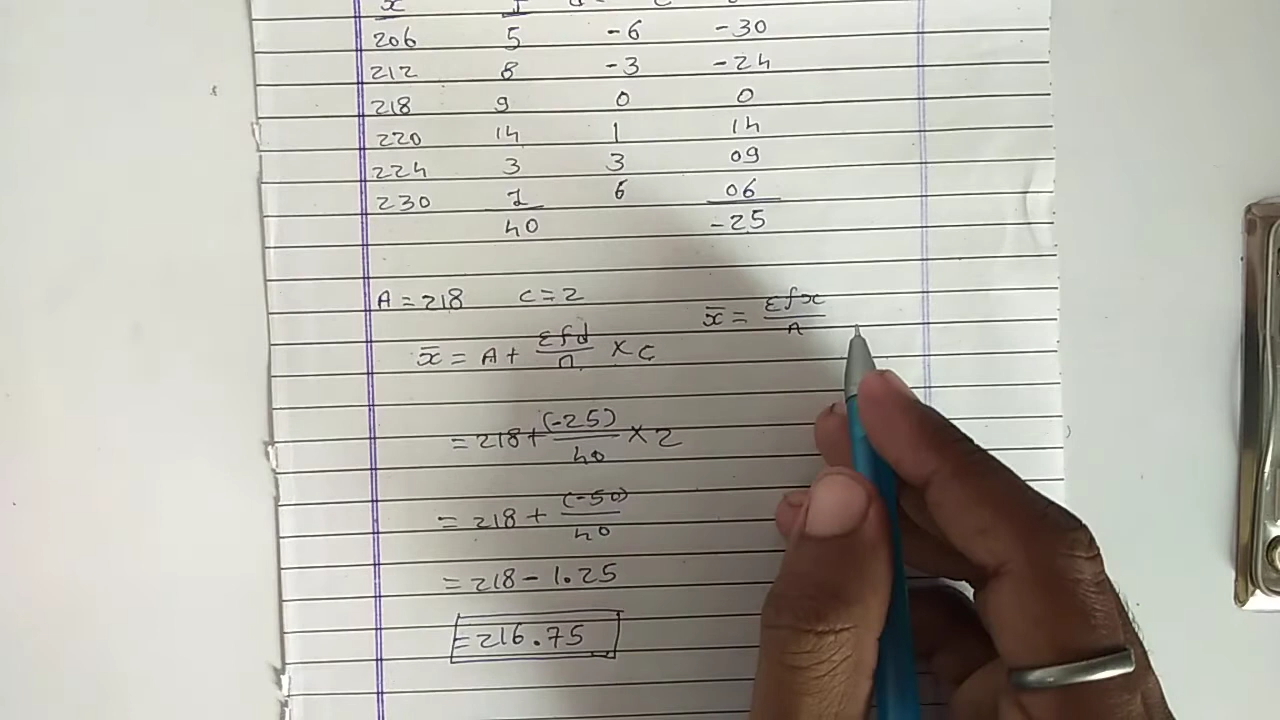 x f
206 5 -6 -30
212 8 -3 -24
218 9 0 0
220 14 1 14
224 3 3 09
230 1 6 06
40 -25
A = 218 c = 2 x̄ = Σfx/n
x̄ = A + Σfd/n × c
= 218 + (-25)/40 × 2
= 218 + (-50)/40
= 218 - 1.25
= 216.75